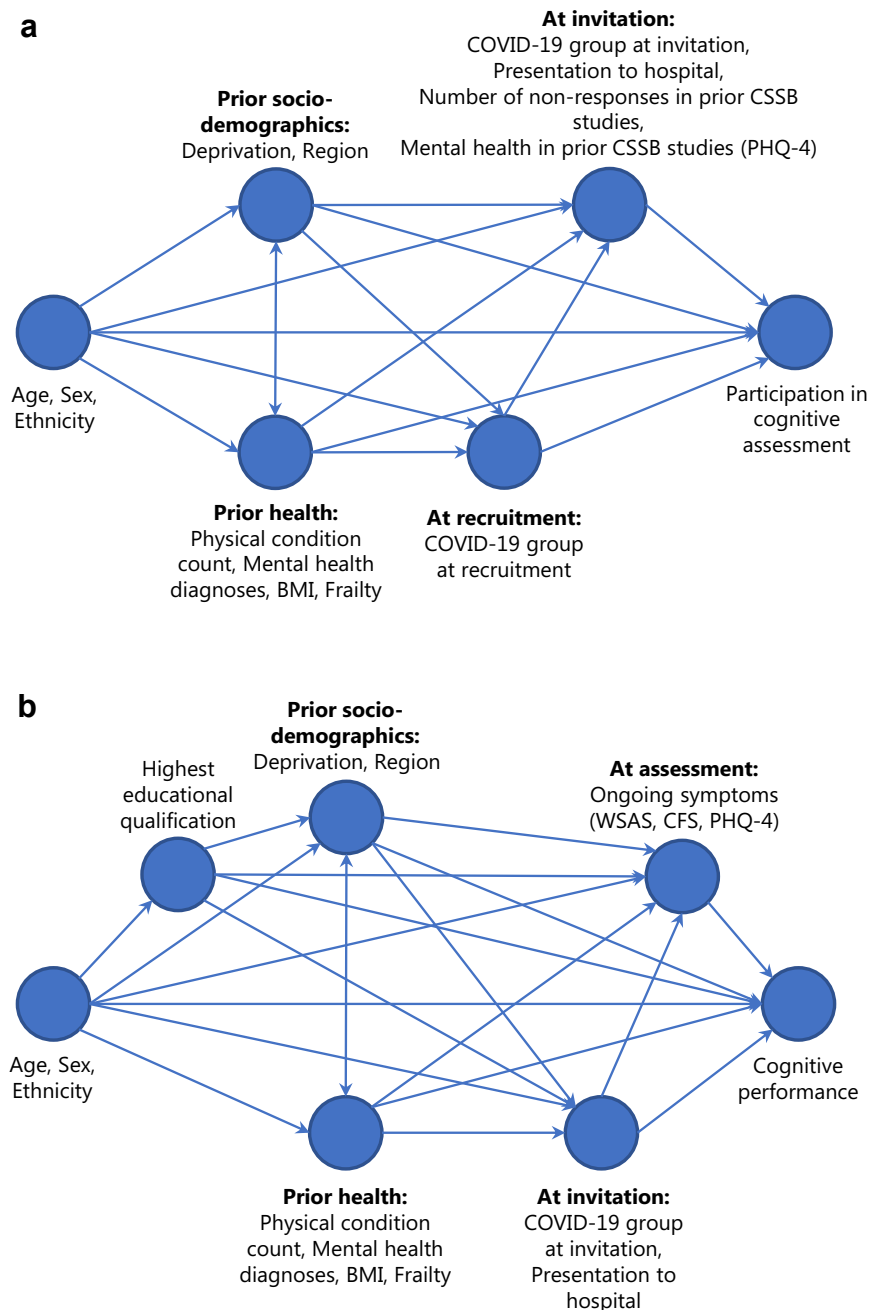 a
At invitation:
COVID-19 group at invitation,
Presentation to hospital,
Number of non-responses in prior CSSB
studies,
Mental health in prior CSSB studies (PHQ-4)
Prior socio-
demographics:
Deprivation, Region
Age, Sex,
Ethnicity
Participation in
cognitive
assessment
Prior health:
Physical condition
count, Mental health
diagnoses, BMI, Frailty
At recruitment:
COVID-19 group
at recruitment
b
Prior socio-
demographics:
Deprivation, Region
Highest
educational
qualification
At assessment:
Ongoing symptoms
(WSAS, CFS, PHQ-4)
Age, Sex,
Ethnicity
Cognitive
performance
Prior health:
Physical condition
count, Mental health
diagnoses, BMI, Frailty
At invitation:
COVID-19 group
at invitation,
Presentation to
hospital